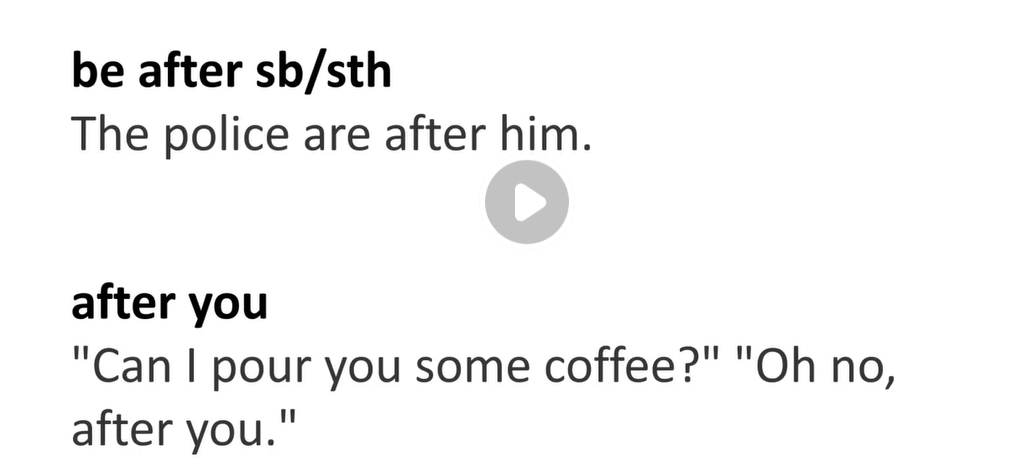 be after sb/sth
The police are after him.
after you
"Can I pour you some coffee?" "Oh no,
after you."